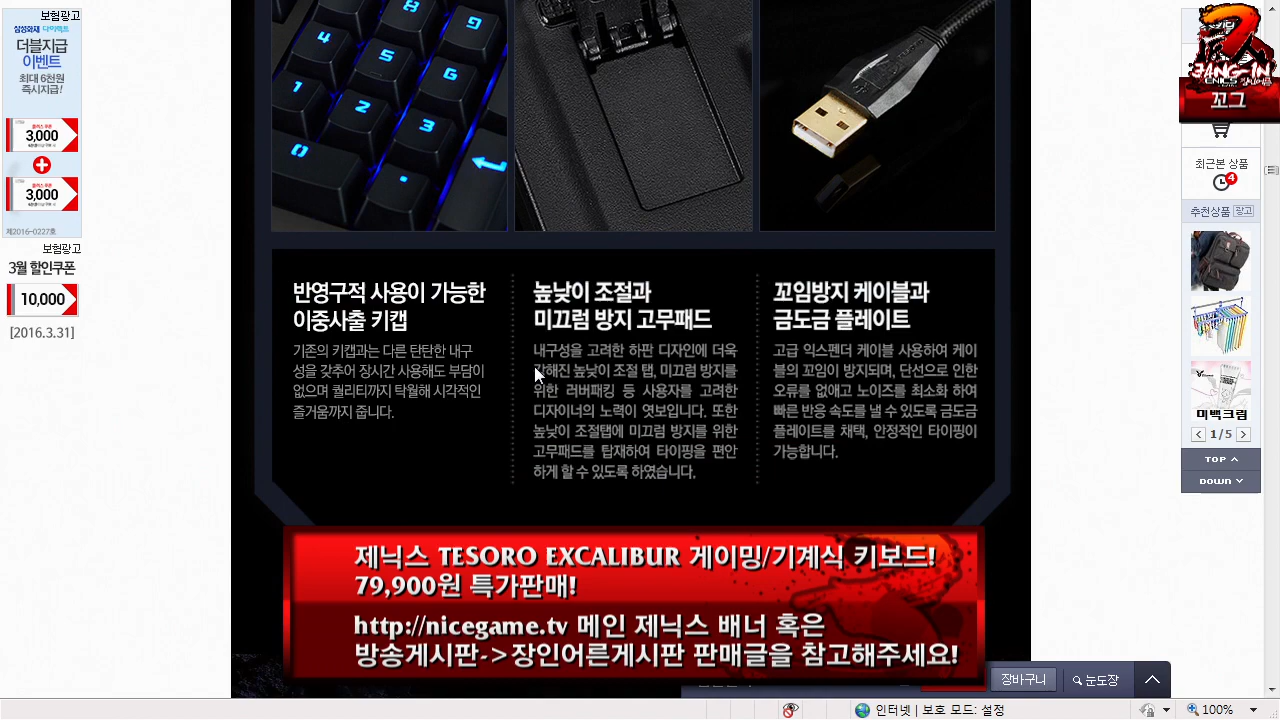 보험광고
삼성화재 다이렉트
더블지급
이벤트
최대 6천원
즉시지급!
3,000
3,000
제2016-0227호
보험광고
3월 할인쿠폰
10,000
[2016.3.31]
8
9
4
5
6
1
2
3
0
반영구적 사용이 가능한
이중사출 키캡
기존의 키캡과는 다른 탄탄한 내구
성을 갖추어 장시간 사용해도 부담이
없으며 퀄리티까지 탁월해 시각적인
즐거움까지 줍니다.
높낮이 조절과
미끄럼 방지 고무패드
내구성을 고려한 하판 디자인에 더욱
강해진 높낮이 조절 탭, 미끄럼 방지를
위한 러버패킹 등 사용자를 고려한
디자이너의 노력이 엿보입니다. 또한
높낮이 조절탭에 미끄럼 방지를 위한
고무패드를 탑재하여 타이핑을 편안
하게 할 수 있도록 하였습니다.
꼬임방지 케이블과
금도금 플레이트
고급 익스펜더 케이블 사용하여 케이
블의 꼬임이 방지되며, 단선으로 인한
오류를 없애고 노이즈를 최소화 하여
빠른 반응 속도를 낼 수 있도록 금도금
플레이트를 채택, 안정적인 타이핑이
가능합니다.
제닉스 TESORO EXCALIBUR 게이밍/기계식 키보드!
79,900원 특가판매!
http://nicegame.tv 메인 제닉스 배너 혹은
방송게시판->장인어른게시판 판매글을 참고해주세요!
꼬그
최근본 상품
4
추천상품 광고
미백크림
1/5
TOP
DOWN
장바구니
눈도장
인터넷 | 보호 모드: 설정
100%